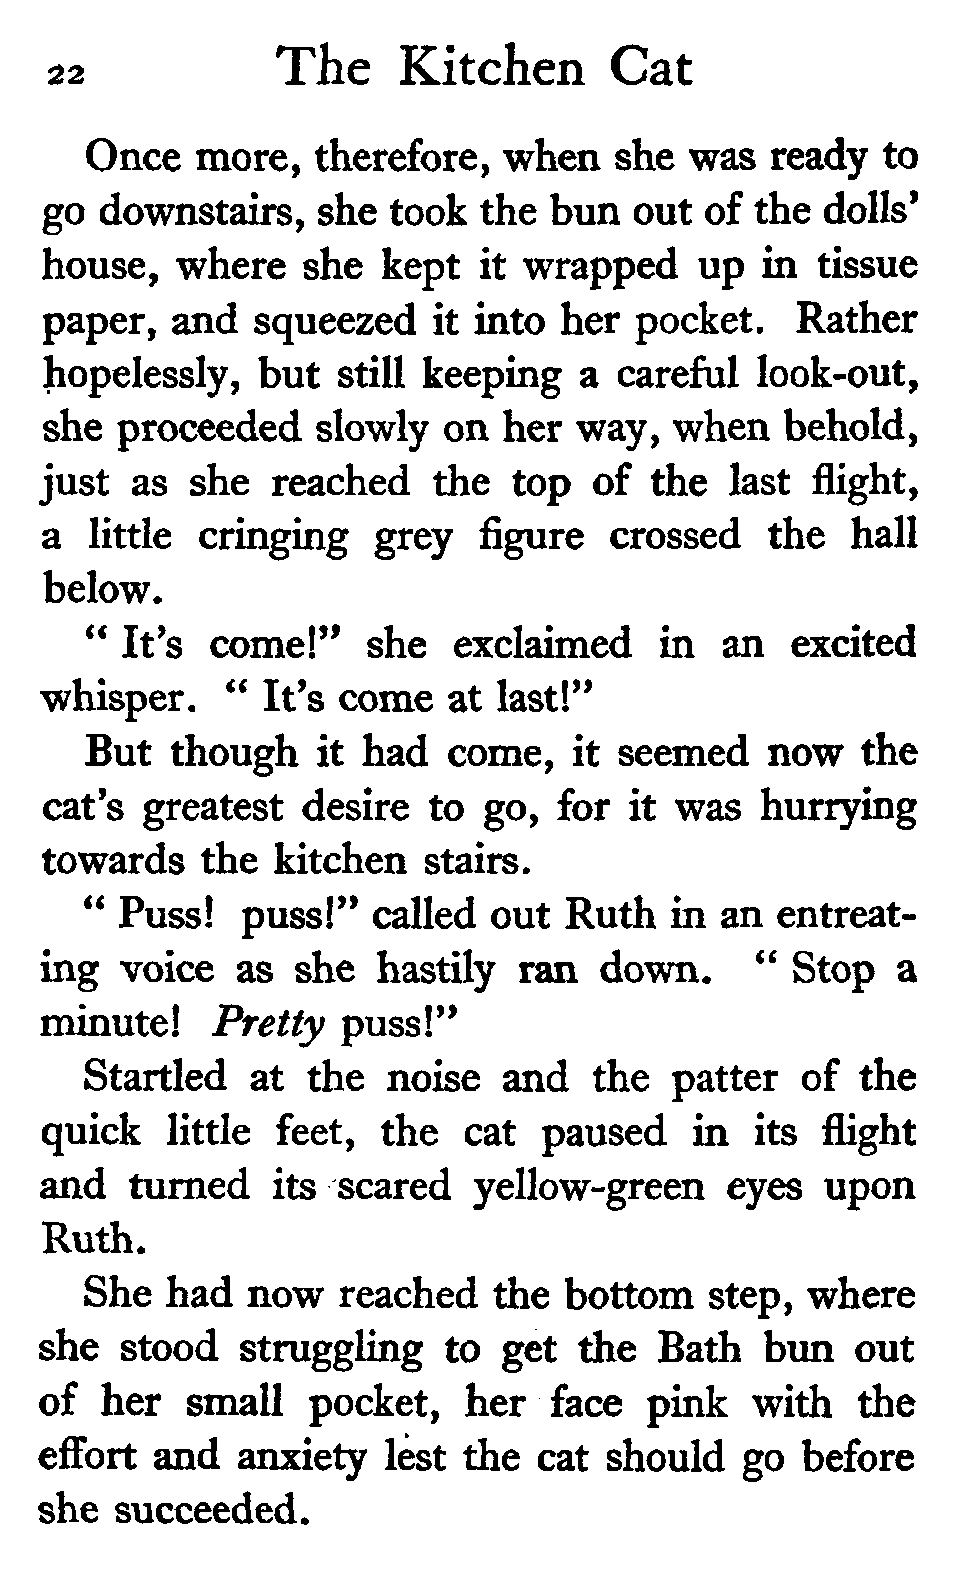 22 The Kitchen Cat
Once more, therefore, when she was ready to
go downstairs, she took the bun out of the dolls’
house, where she kept it wrapped up in tissue
paper, and squeezed it into her pocket. Rather
hopelessly, but still keeping a careful look-out,
she proceeded slowly on her way, when behold,
just as she reached the top of the last flight,
a little cringing grey figure crossed the hall
below.
“ It’s come!” she exclaimed in an excited
whisper. “ It’s come at last!”
But though it had come, it seemed now the
cat’s greatest desire to go, for it was hurrying
towards the kitchen stairs.
“ Puss! puss!” called out Ruth in an entreat-
ing voice as she hastily ran down. “ Stop a
minute! Pretty puss!”
Startled at the noise and the patter of the
quick little feet, the cat paused in its flight
and turned its scared yellow-green eyes upon
Ruth.
She had now reached the bottom step, where
she stood struggling to get the Bath bun out
of her small pocket, her face pink with the
effort and anxiety lest the cat should go before
she succeeded.